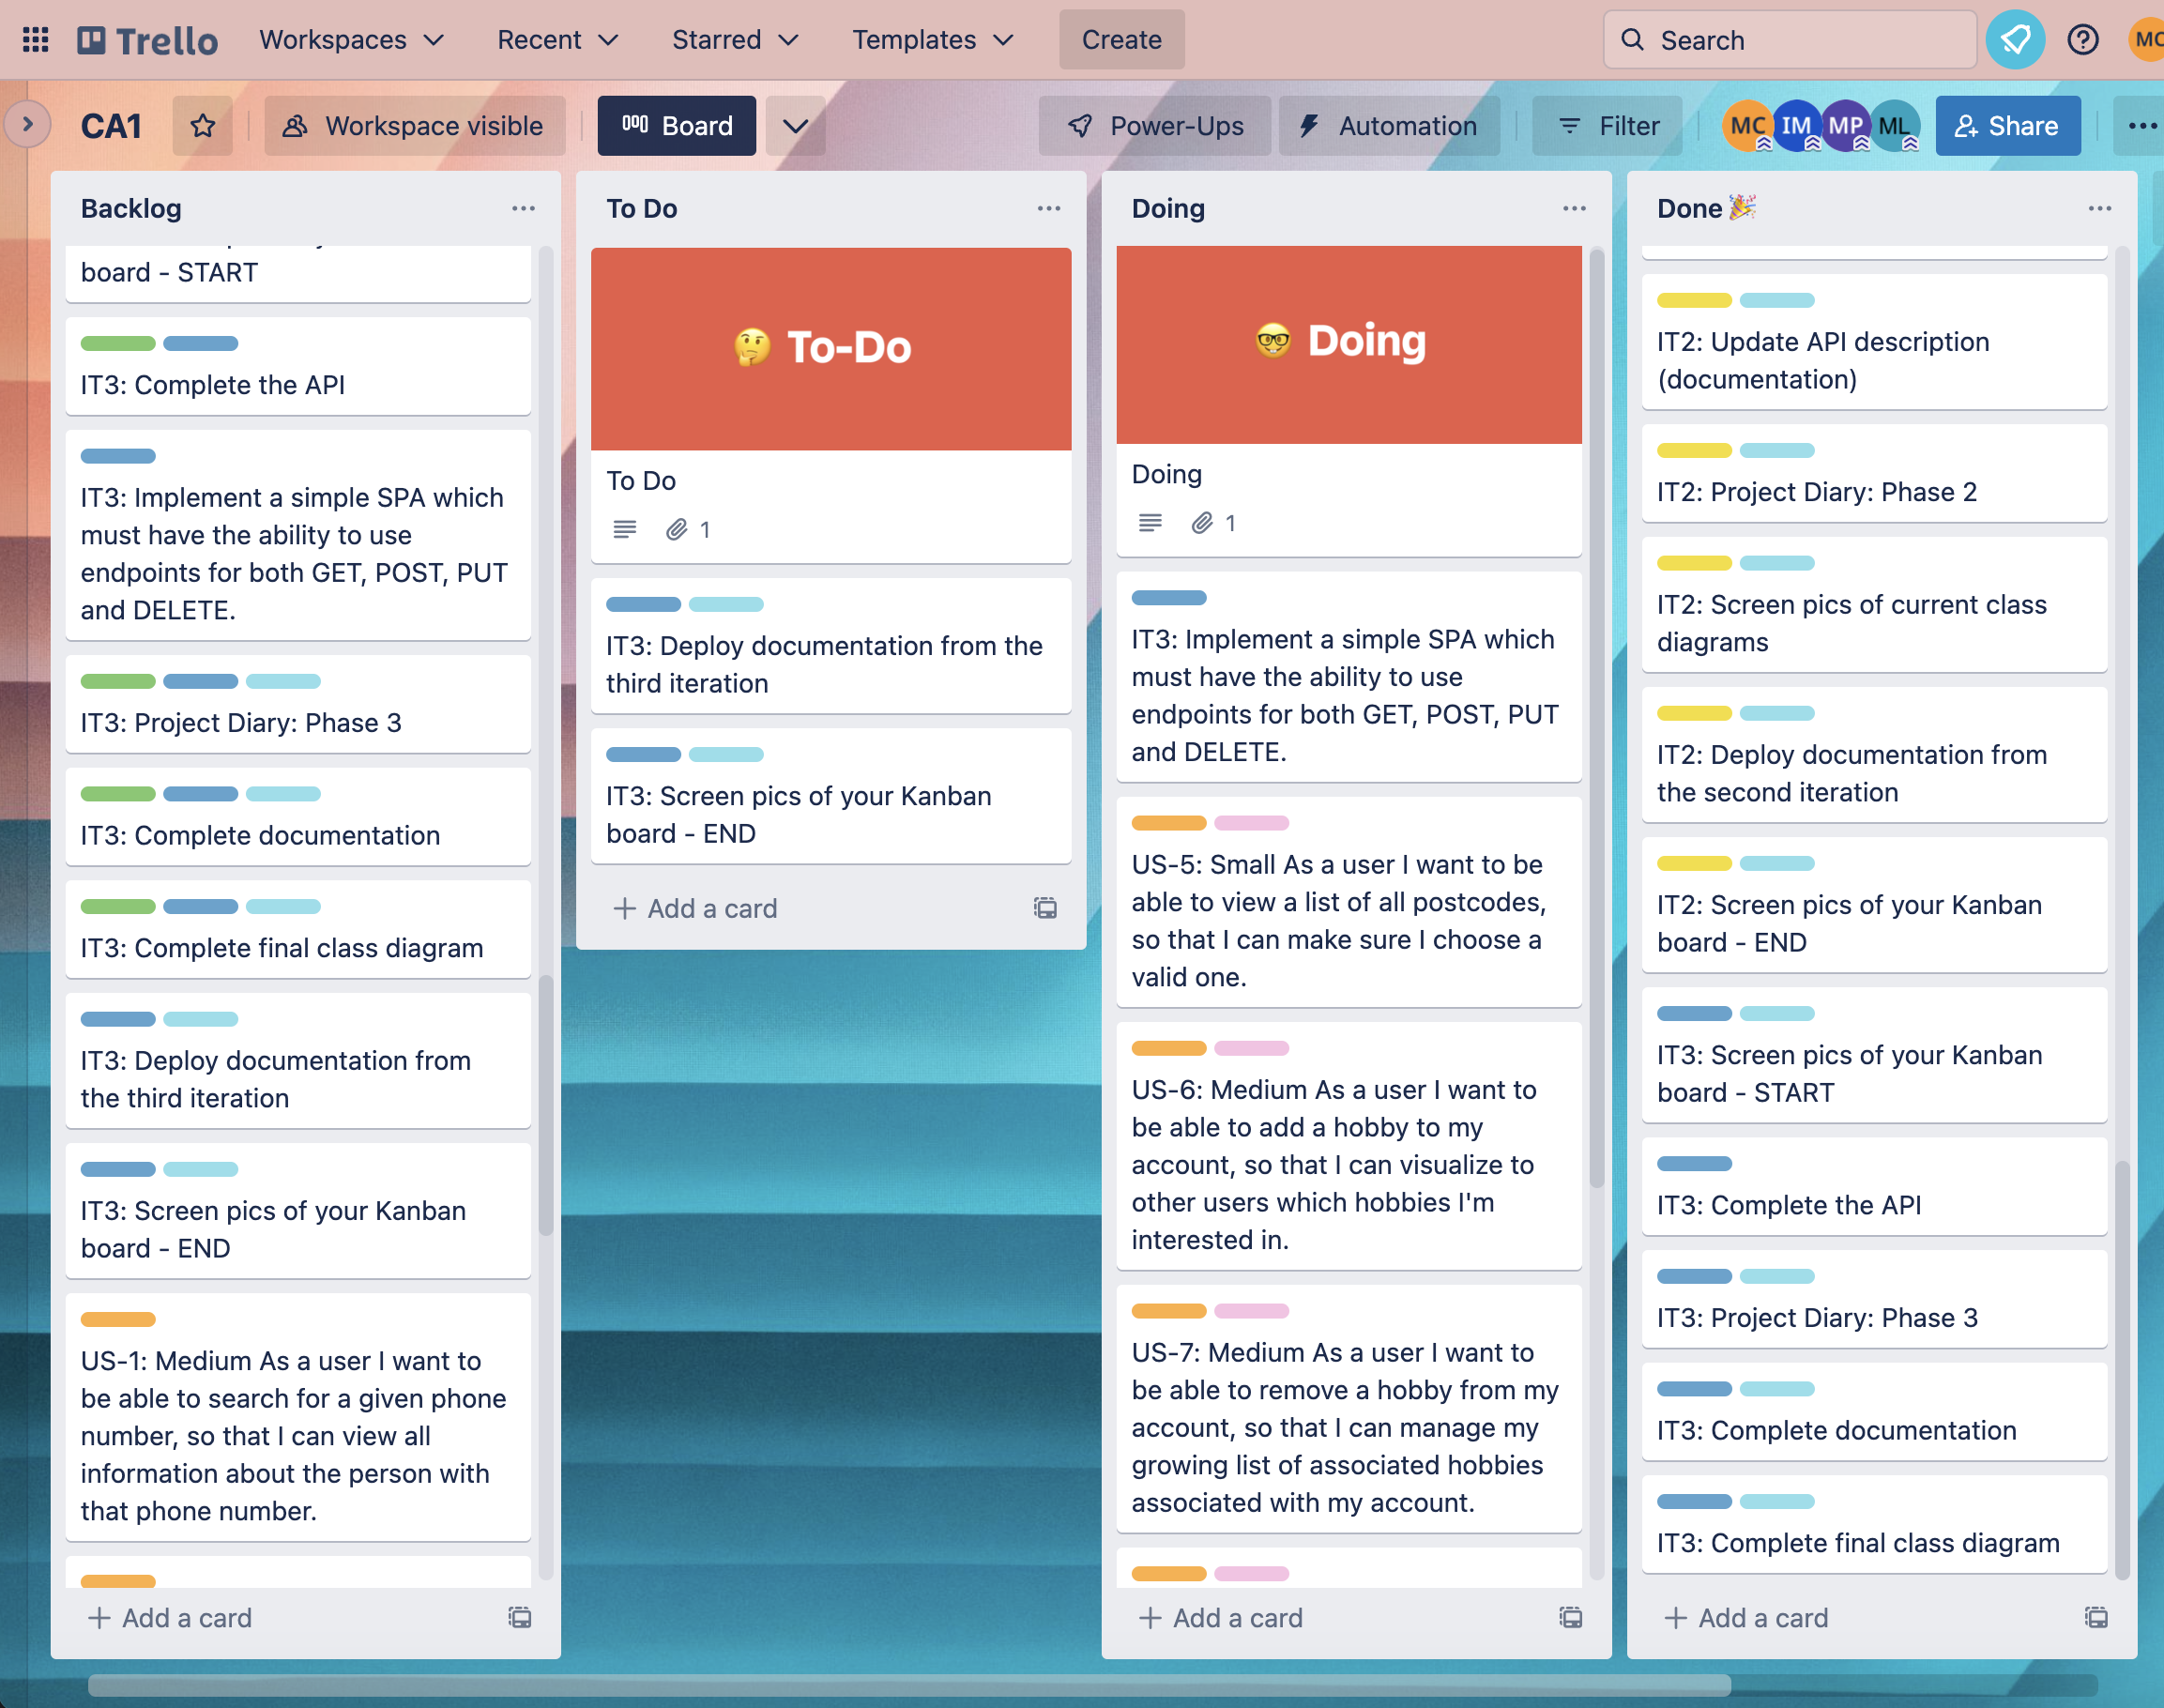 Trello
Workspaces
Recent
Starred
Templates
Create
Search
MC
CA1
Workspace visible
Board
Power-Ups
Automation
Filter
MC
IM
MP
ML
Share
Backlog
board - START
IT3: Complete the API
IT3: Implement a simple SPA which
must have the ability to use
endpoints for both GET, POST, PUT
and DELETE.
IT3: Project Diary: Phase 3
IT3: Complete documentation
IT3: Complete final class diagram
IT3: Deploy documentation from
the third iteration
IT3: Screen pics of your Kanban
board - END
US-1: Medium As a user I want to
be able to search for a given phone
number, so that I can view all
information about the person with
that phone number.
+ Add a card
To Do
🤔 To-Do
To Do
1
IT3: Deploy documentation from the
third iteration
IT3: Screen pics of your Kanban
board - END
+ Add a card
Doing
🤓 Doing
Doing
1
IT3: Implement a simple SPA which
must have the ability to use
endpoints for both GET, POST, PUT
and DELETE.
US-5: Small As a user I want to be
able to view a list of all postcodes,
so that I can make sure I choose a
valid one.
US-6: Medium As a user I want to
be able to add a hobby to my
account, so that I can visualize to
other users which hobbies I'm
interested in.
US-7: Medium As a user I want to
be able to remove a hobby from my
account, so that I can manage my
growing list of associated hobbies
associated with my account.
+ Add a card
Done 🎉
IT2: Update API description
(documentation)
IT2: Project Diary: Phase 2
IT2: Screen pics of current class
diagrams
IT2: Deploy documentation from
the second iteration
IT2: Screen pics of your Kanban
board - END
IT3: Screen pics of your Kanban
board - START
IT3: Complete the API
IT3: Project Diary: Phase 3
IT3: Complete documentation
IT3: Complete final class diagram
+ Add a card